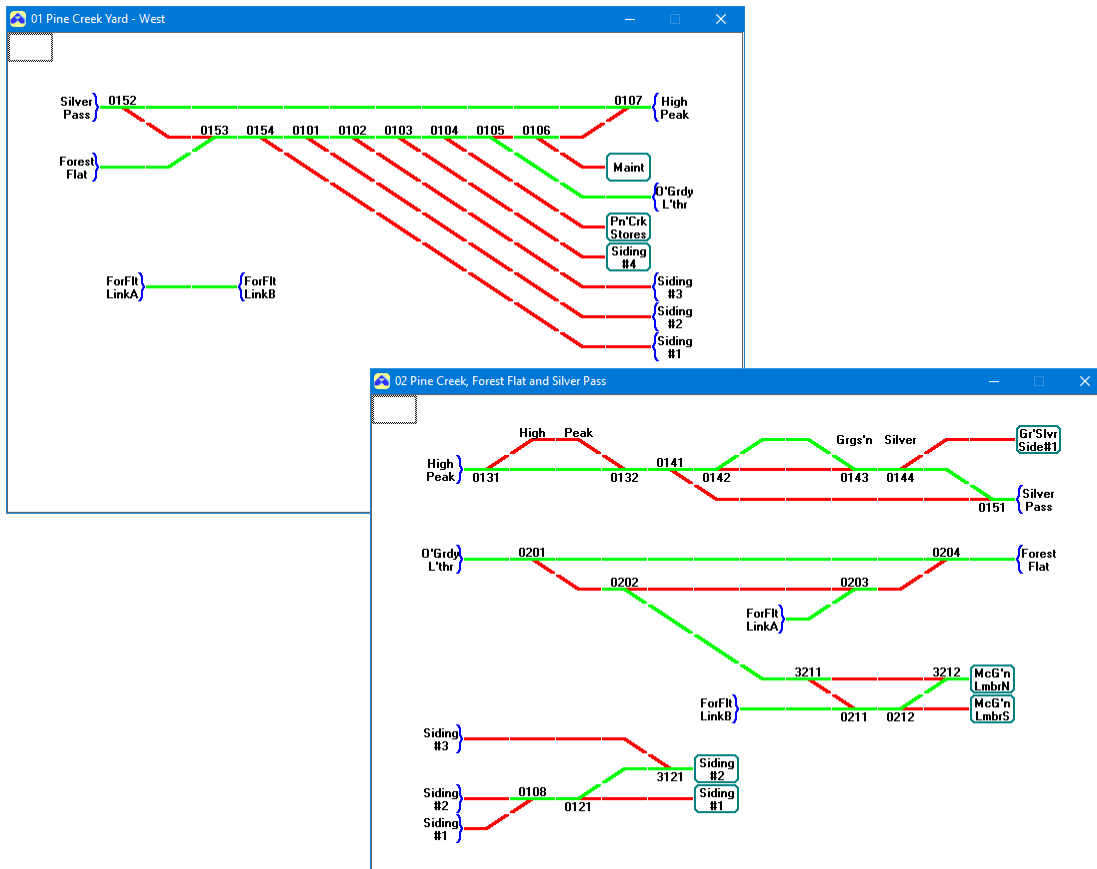 01 Pine Creek Yard - West
Silver
Pass
0152
0107
High
Peak
0153 0154 0101 0102 0103 0104 0105 0106
Forest
Flat
Maint
O'Grdy
L'thr
Pn'Crk
Stores
Siding
#4
ForFlt
LinkA
ForFlt
LinkB
Siding
#3
Siding
#2
Siding
#1
02 Pine Creek, Forest Flat and Silver Pass
High Peak
Grgs'n Silver
Gr'Slvr
Side#1
High
Peak
0131
0132
0141
0142
0143
0144
0151
Silver
Pass
O'Grdy
L'thr
0201
0204
Forest
Flat
0202
0203
ForFlt
LinkA
3211
3212
McG'n
LmbrN
ForFlt
LinkB
0211
0212
McG'n
LmbrS
Siding
#3
3121
Siding
#2
Siding
#2
0108
0121
Siding
#1
Siding
#1